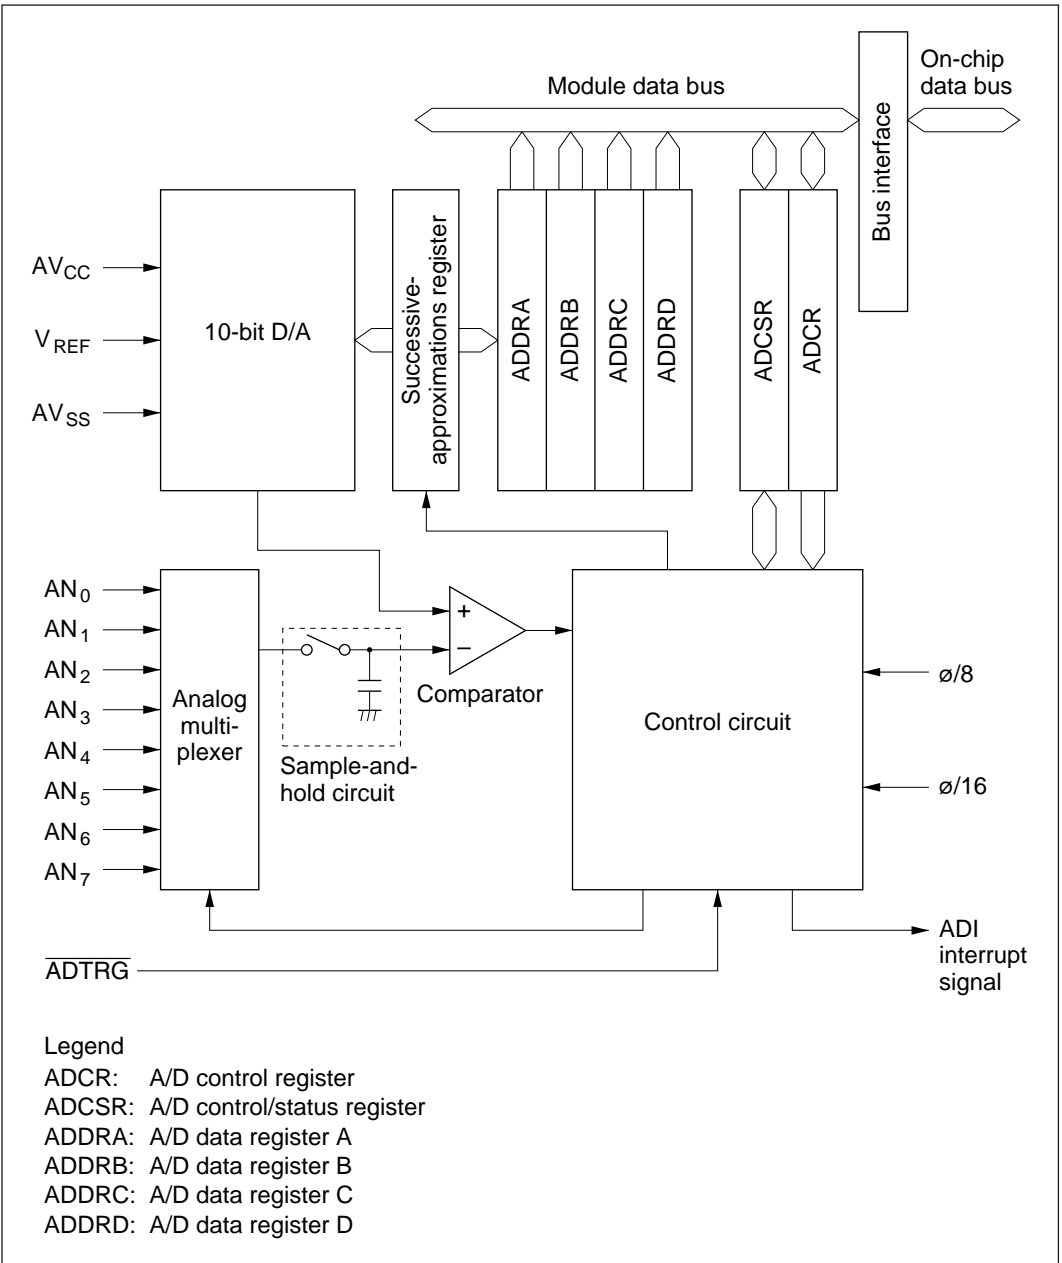 On-chip
data bus
Module data bus
Bus interface
AVCC
VREF
AVSS
10-bit D/A
Successive-
approximations register
ADDRA
ADDRB
ADDRC
ADDRD
ADCSR
ADCR
AN0
AN1
AN2
AN3
AN4
AN5
AN6
AN7
Analog
multi-
plexer
Sample-and-
hold circuit
+
−
Comparator
Control circuit
ø/8
ø/16
ADTRG
ADI
interrupt
signal
Legend
ADCR: A/D control register
ADCSR: A/D control/status register
ADDRA: A/D data register A
ADDRB: A/D data register B
ADDRC: A/D data register C
ADDRD: A/D data register D